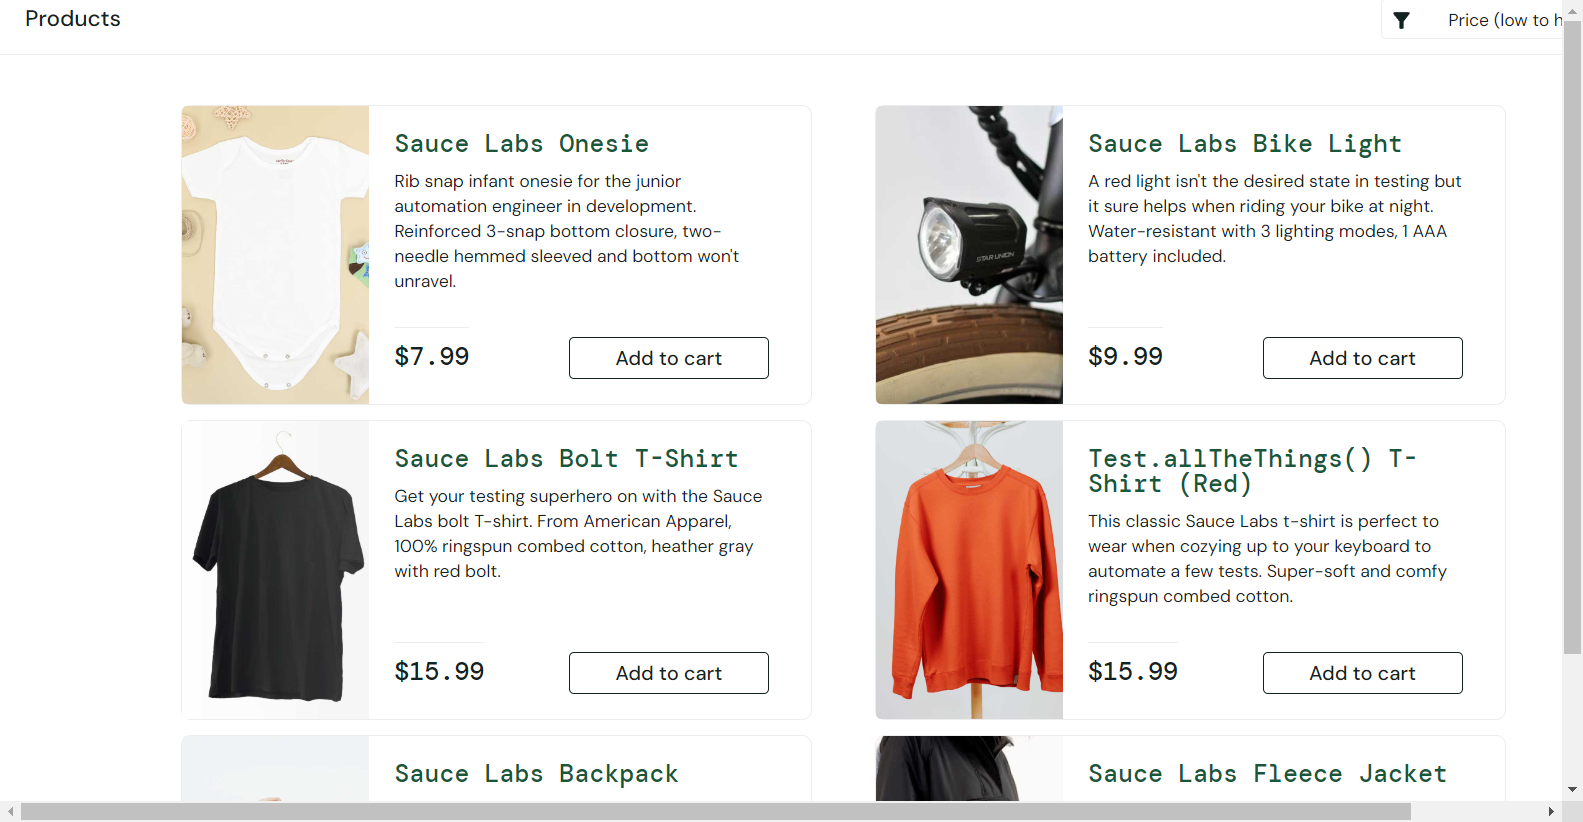 Products
Price (low to h
Sauce Labs Onesie
Rib snap infant onesie for the junior
automation engineer in development.
Reinforced 3-snap bottom closure, two-
needle hemmed sleeved and bottom won't
unravel.
$7.99
Add to cart
STAR UNION
Sauce Labs Bike Light
A red light isn't the desired state in testing but
it sure helps when riding your bike at night.
Water-resistant with 3 lighting modes, 1 AAA
battery included.
$9.99
Add to cart
Sauce Labs Bolt T-Shirt
Get your testing superhero on with the Sauce
Labs bolt T-shirt. From American Apparel,
100% ringspun combed cotton, heather gray
with red bolt.
$15.99
Add to cart
Test.allTheThings() T-
Shirt (Red)
This classic Sauce Labs t-shirt is perfect to
wear when cozying up to your keyboard to
automate a few tests. Super-soft and comfy
ringspun combed cotton.
$15.99
Add to cart
Sauce Labs Backpack
Sauce Labs Fleece Jacket